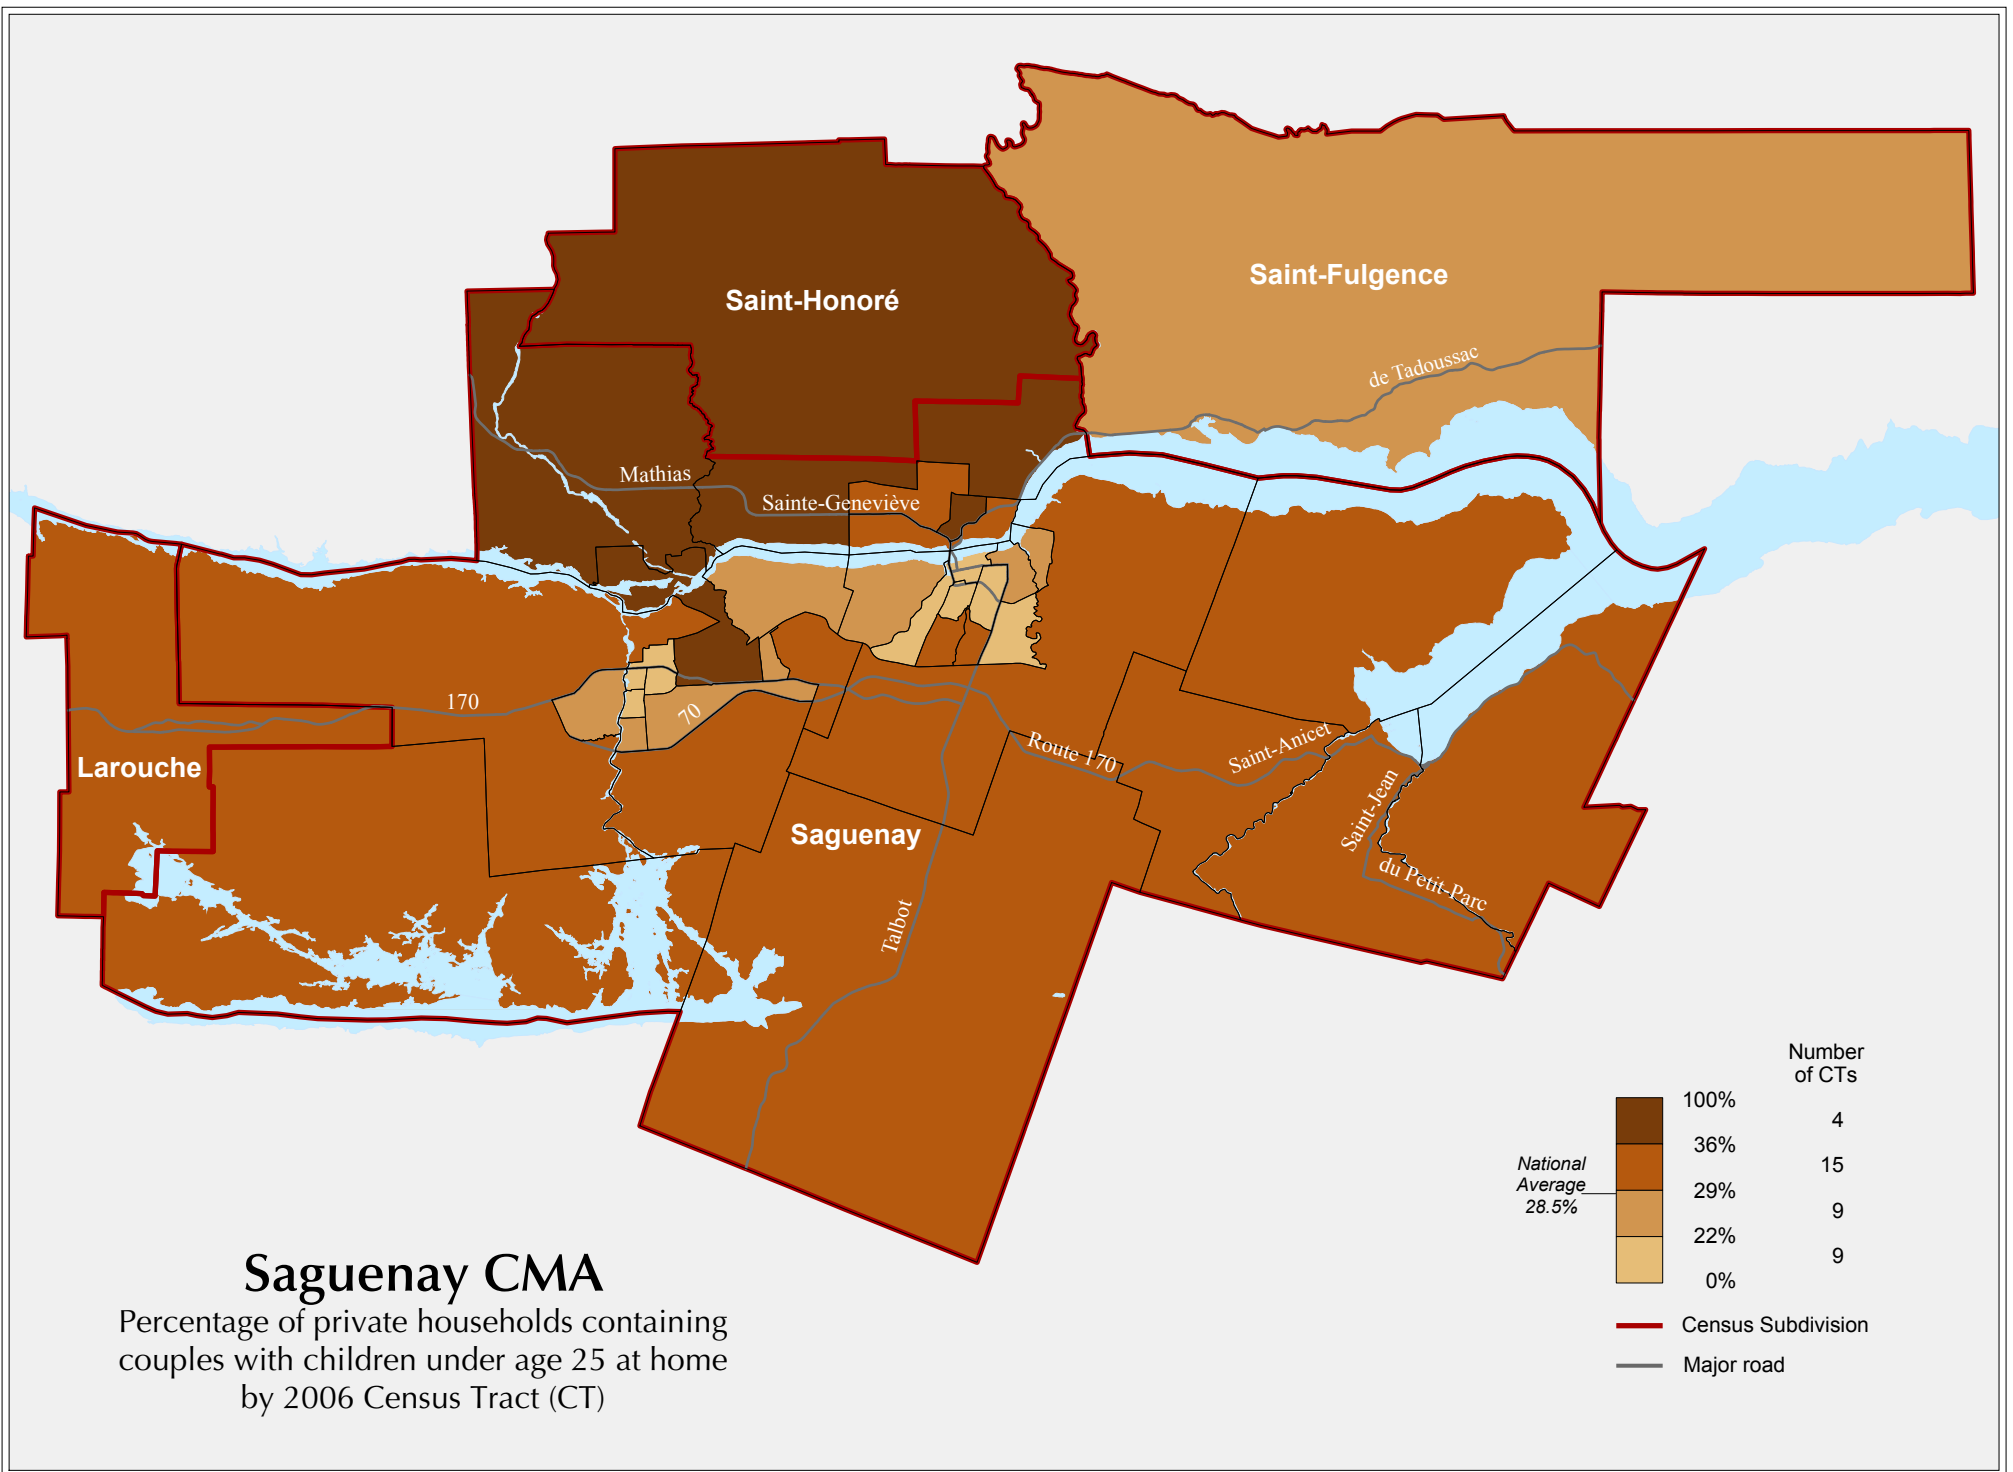 Saint-Honoré
Saint-Fulgence
de Tadoussac
Mathias
Sainte-Geneviève
170
70
Larouche
Route 170
Saint-Anicet
Saint-Jean
du Petit-Parc
Saguenay
Talbot
Number
of CTs
100%
4
36%
15
National
Average
28.5%
29%
9
22%
9
0%
Census Subdivision
Major road
Saguenay CMA
Percentage of private households containing
couples with children under age 25 at home
by 2006 Census Tract (CT)